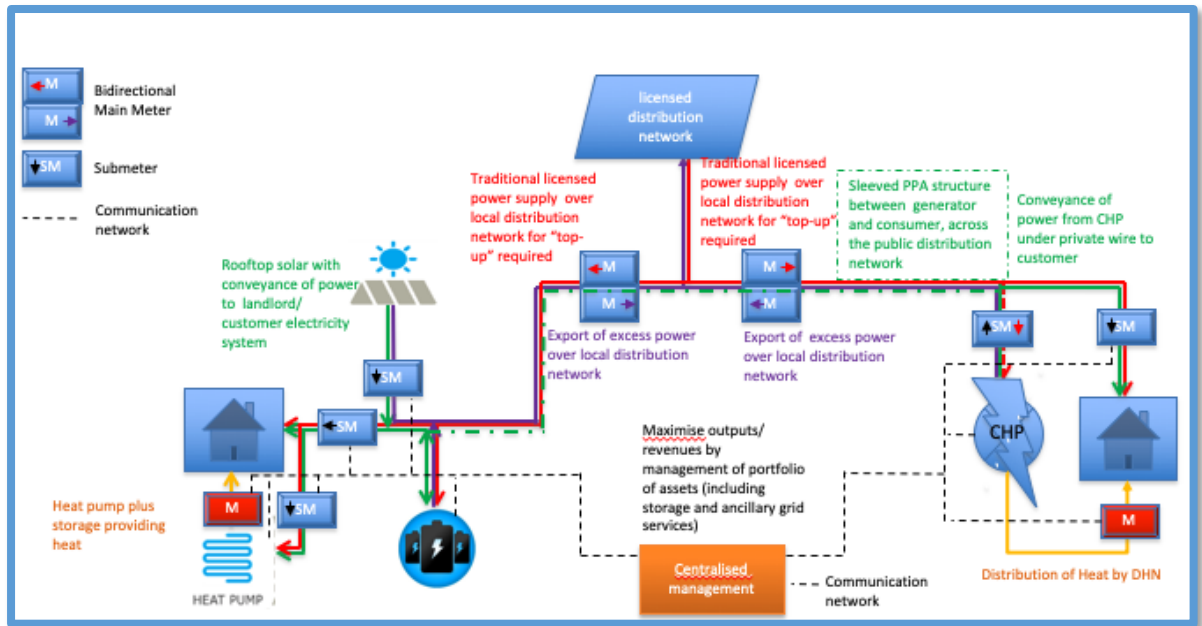 M
Bidirectional
Main Meter
M
SM
Submeter
Communication
network
licensed
distribution
network
Traditional licensed
power supply over
local distribution
network for “top-
up” required
Traditional licensed
power supply over
local distribution
network for “top-up”
required
Sleeved PPA structure
between generator
and consumer, across
the public distribution
network
Conveyance of
power from CHP
under private wire to
customer
Rooftop solar with
conveyance of power
to landlord/
customer electricity
system
M
M
M
M
Export of excess power
over local distribution
network
Export of excess power
over local distribution
network
SM
SM
SM
SM
SM
CHP
Maximise outputs/
revenues by
management of portfolio
of assets (including
storage and ancillary grid
services)
Heat pump plus
storage providing
heat
M
M
HEAT PUMP
Centralised
management
Communication
network
Distribution of Heat by DHN